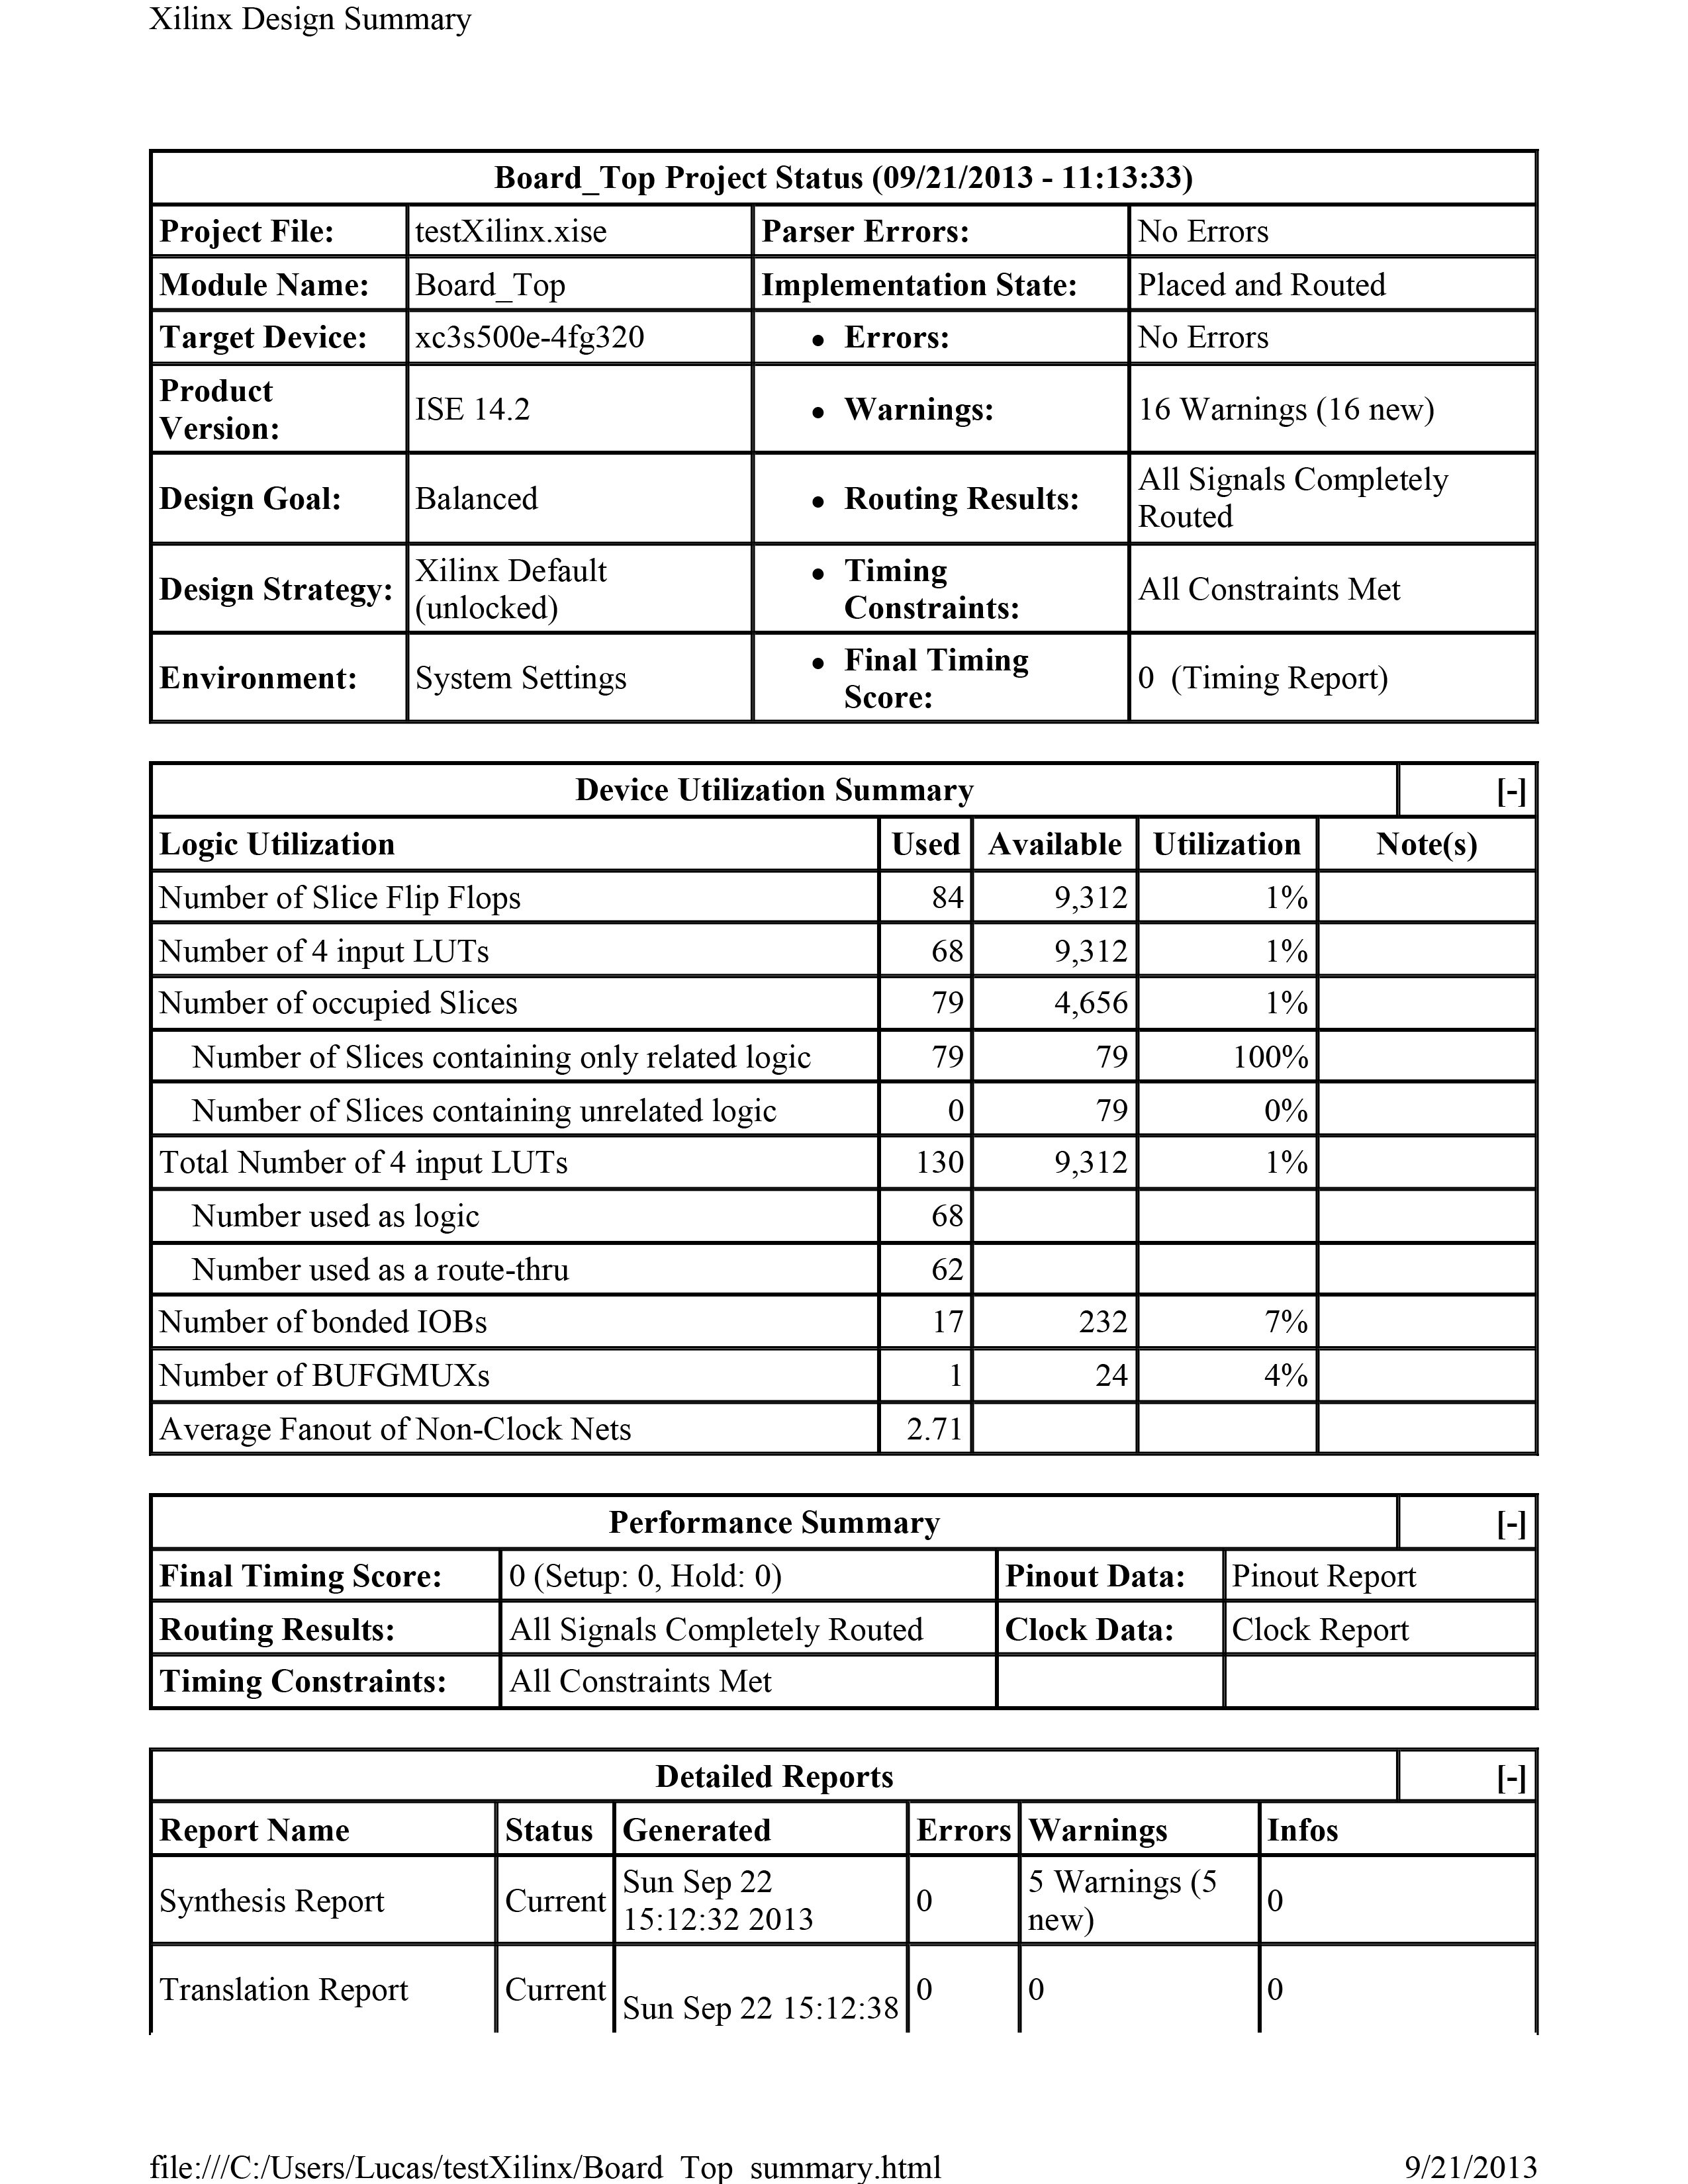 Xilinx Design Summary
Board_Top Project Status (09/21/2013 - 11:13:33)
Project File: testXilinx.xise Parser Errors: No Errors
Module Name: Board_Top Implementation State: Placed and Routed
Target Device: xc3s500e-4fg320 • Errors: No Errors
Product
Version: ISE 14.2 • Warnings: 16 Warnings (16 new)
Design Goal: Balanced • Routing Results: All Signals Completely
Routed
Design Strategy: Xilinx Default
(unlocked) • Timing
Constraints: All Constraints Met
Environment: System Settings • Final Timing
Score: 0 (Timing Report)
Device Utilization Summary [-]
Logic Utilization Used Available Utilization Note(s)
Number of Slice Flip Flops 84 9,312 1%
Number of 4 input LUTs 68 9,312 1%
Number of occupied Slices 79 4,656 1%
Number of Slices containing only related logic 79 79 100%
Number of Slices containing unrelated logic 0 79 0%
Total Number of 4 input LUTs 130 9,312 1%
Number used as logic 68
Number used as a route-thru 62
Number of bonded IOBs 17 232 7%
Number of BUFGMUXs 1 24 4%
Average Fanout of Non-Clock Nets 2.71
Performance Summary [-]
Final Timing Score: 0 (Setup: 0, Hold: 0) Pinout Data: Pinout Report
Routing Results: All Signals Completely Routed Clock Data: Clock Report
Timing Constraints: All Constraints Met
Detailed Reports [-]
Report Name Status Generated Errors Warnings Infos
Synthesis Report Current Sun Sep 22
15:12:32 2013 0 5 Warnings (5
new) 0
Translation Report Current Sun Sep 22 15:12:38 0 0 0
file:///C:/Users/Lucas/testXilinx/Board_Top_summary.html 9/21/2013